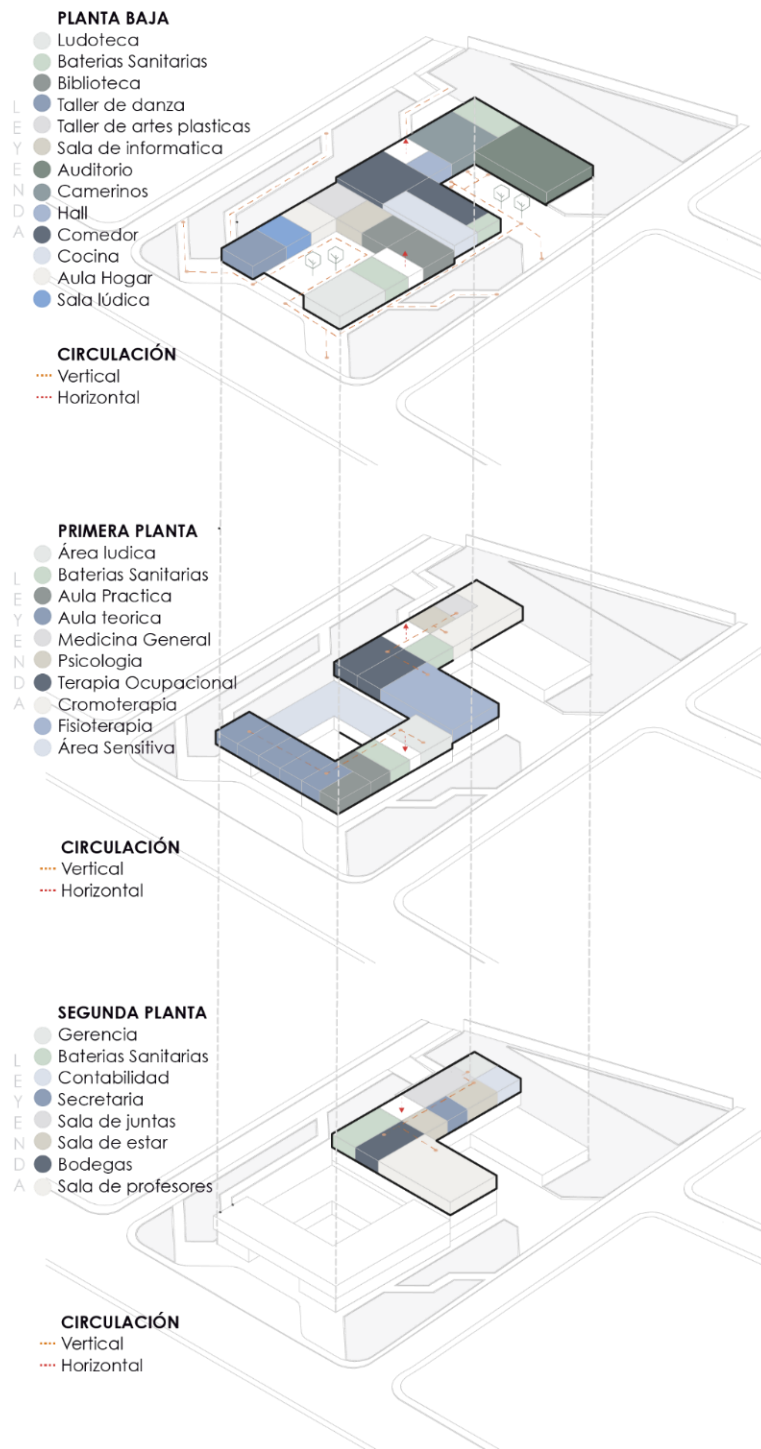 PLANTA BAJA
Ludoteca
Baterias Sanitarias
Biblioteca
Taller de danza
Taller de artes plasticas
Sala de informatica
Auditorio
Camerinos
Hall
Comedor
Cocina
Aula Hogar
Sala lúdica
LEYENDA
CIRCULACIÓN
Vertical
Horizontal
PRIMERA PLANTA
Área ludica
Baterias Sanitarias
Aula Practica
Aula teorica
Medicina General
Psicologia
Terapia Ocupacional
Cromoterapia
Fisioterapia
Área Sensitiva
LEYENDA
CIRCULACIÓN
Vertical
Horizontal
SEGUNDA PLANTA
Gerencia
Baterias Sanitarias
Contabilidad
Secretaria
Sala de juntas
Sala de estar
Bodegas
Sala de profesores
LEYENDA
CIRCULACIÓN
Vertical
Horizontal